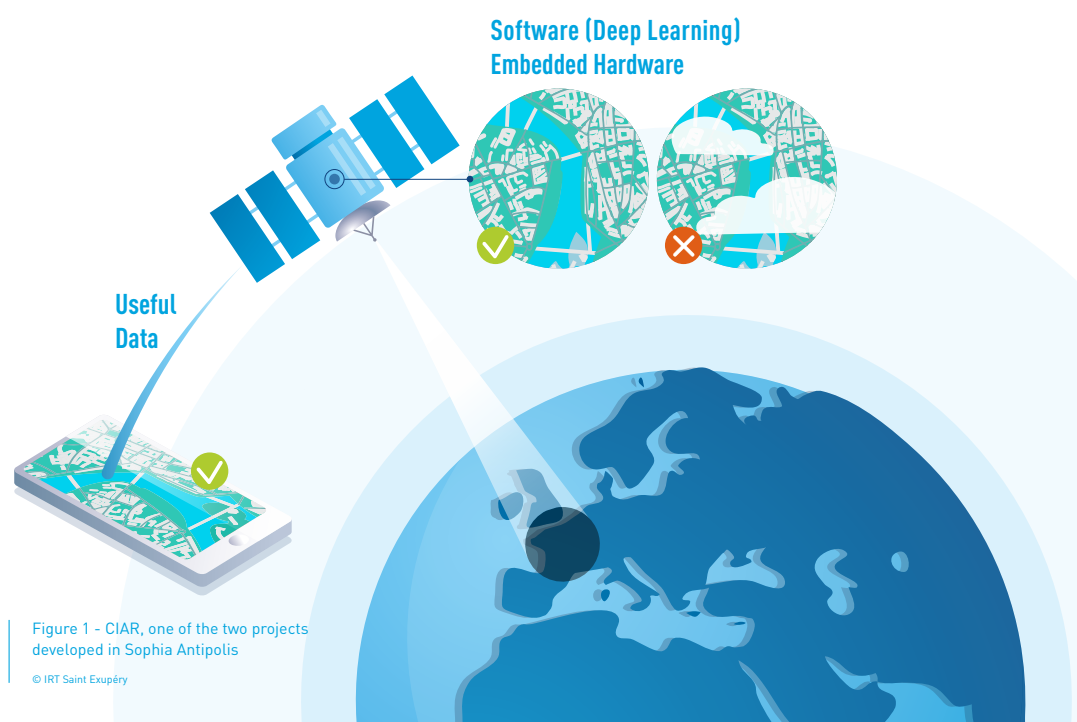 Software (Deep Learning)
Embedded Hardware
Useful
Data
Figure 1 - CIAR, one of the two projects
developed in Sophia Antipolis
© IRT Saint Exupéry